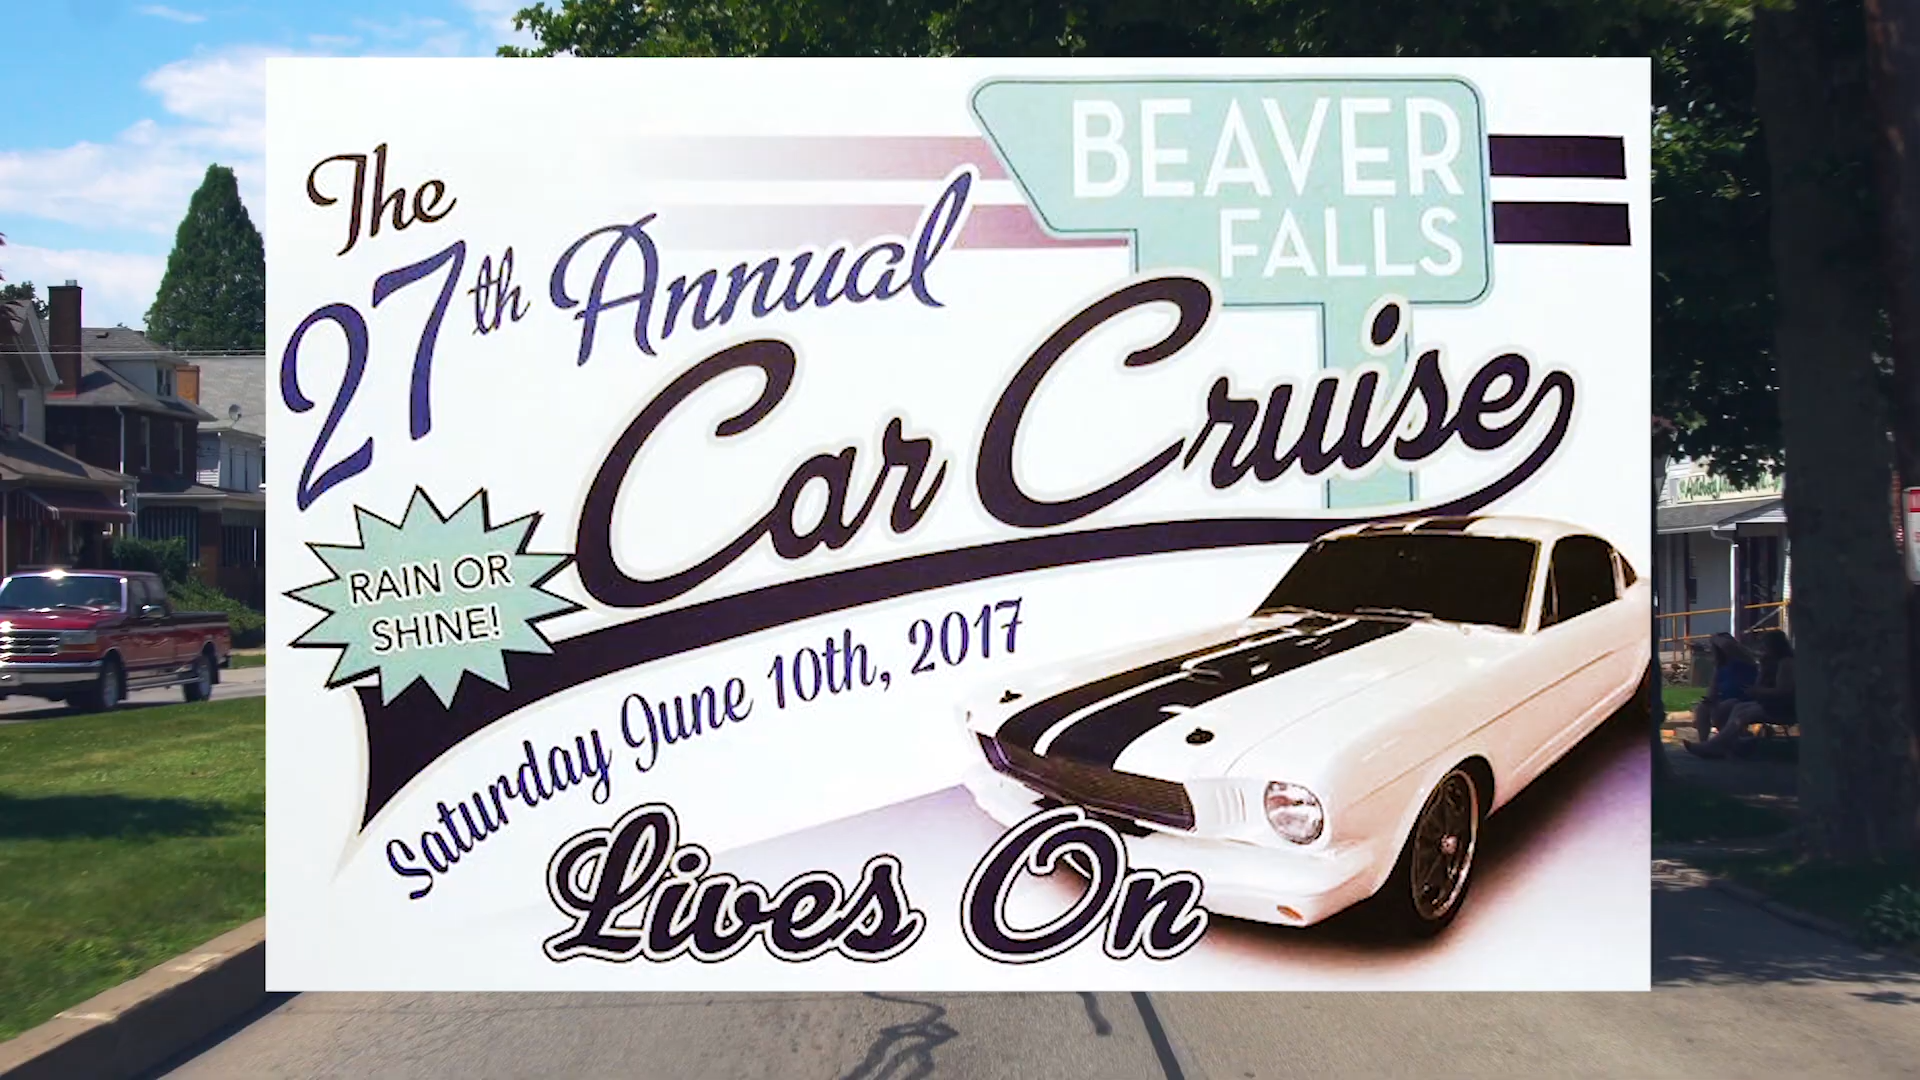 BEAVER
FALLS
The
27th Annual
Car Cruise
RAIN OR
SHINE!
Saturday June 10th, 2017
Lives On